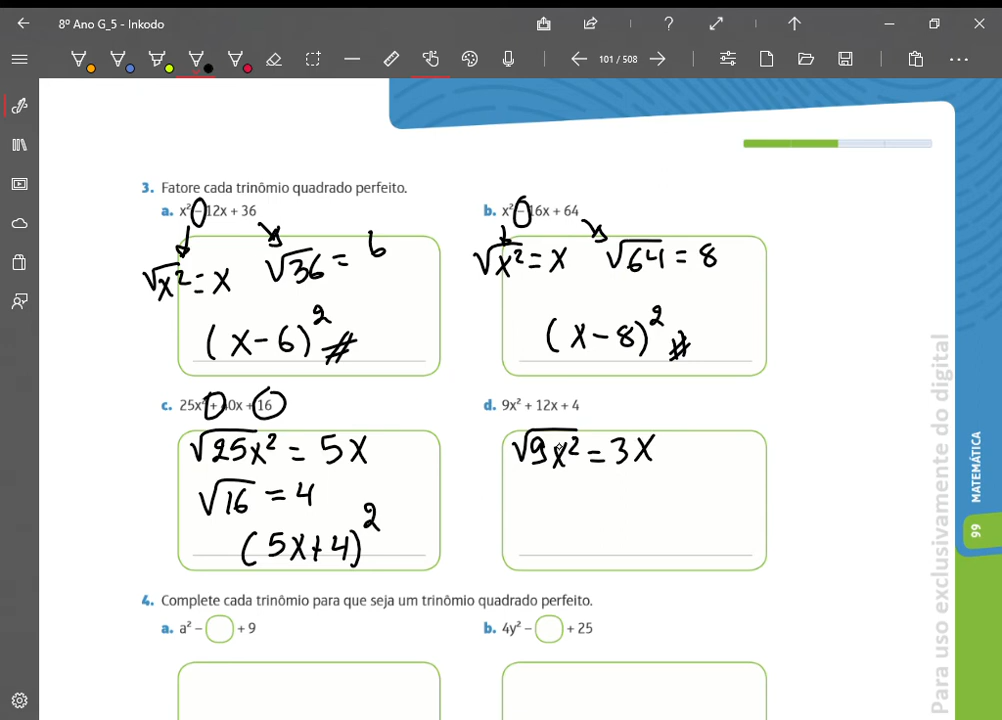 8º Ano G_5 - Inkodo
101 / 508
3. Fatore cada trinômio quadrado perfeito.
a. x² - 12x + 36
√x² = x √36 = 6
(x - 6)² #
b. x² - 16x + 64
√x² = x √64 = 8
(x - 8)² #
c. 25x² + 40x + 16
√25x² = 5x
√16 = 4
(5x + 4)²
d. 9x² + 12x + 4
√9x² = 3x
4. Complete cada trinômio para que seja um trinômio quadrado perfeito.
a. a² - + 9
b. 4y² - + 25
Para uso exclusivamente do digital
MATEMÁTICA
99